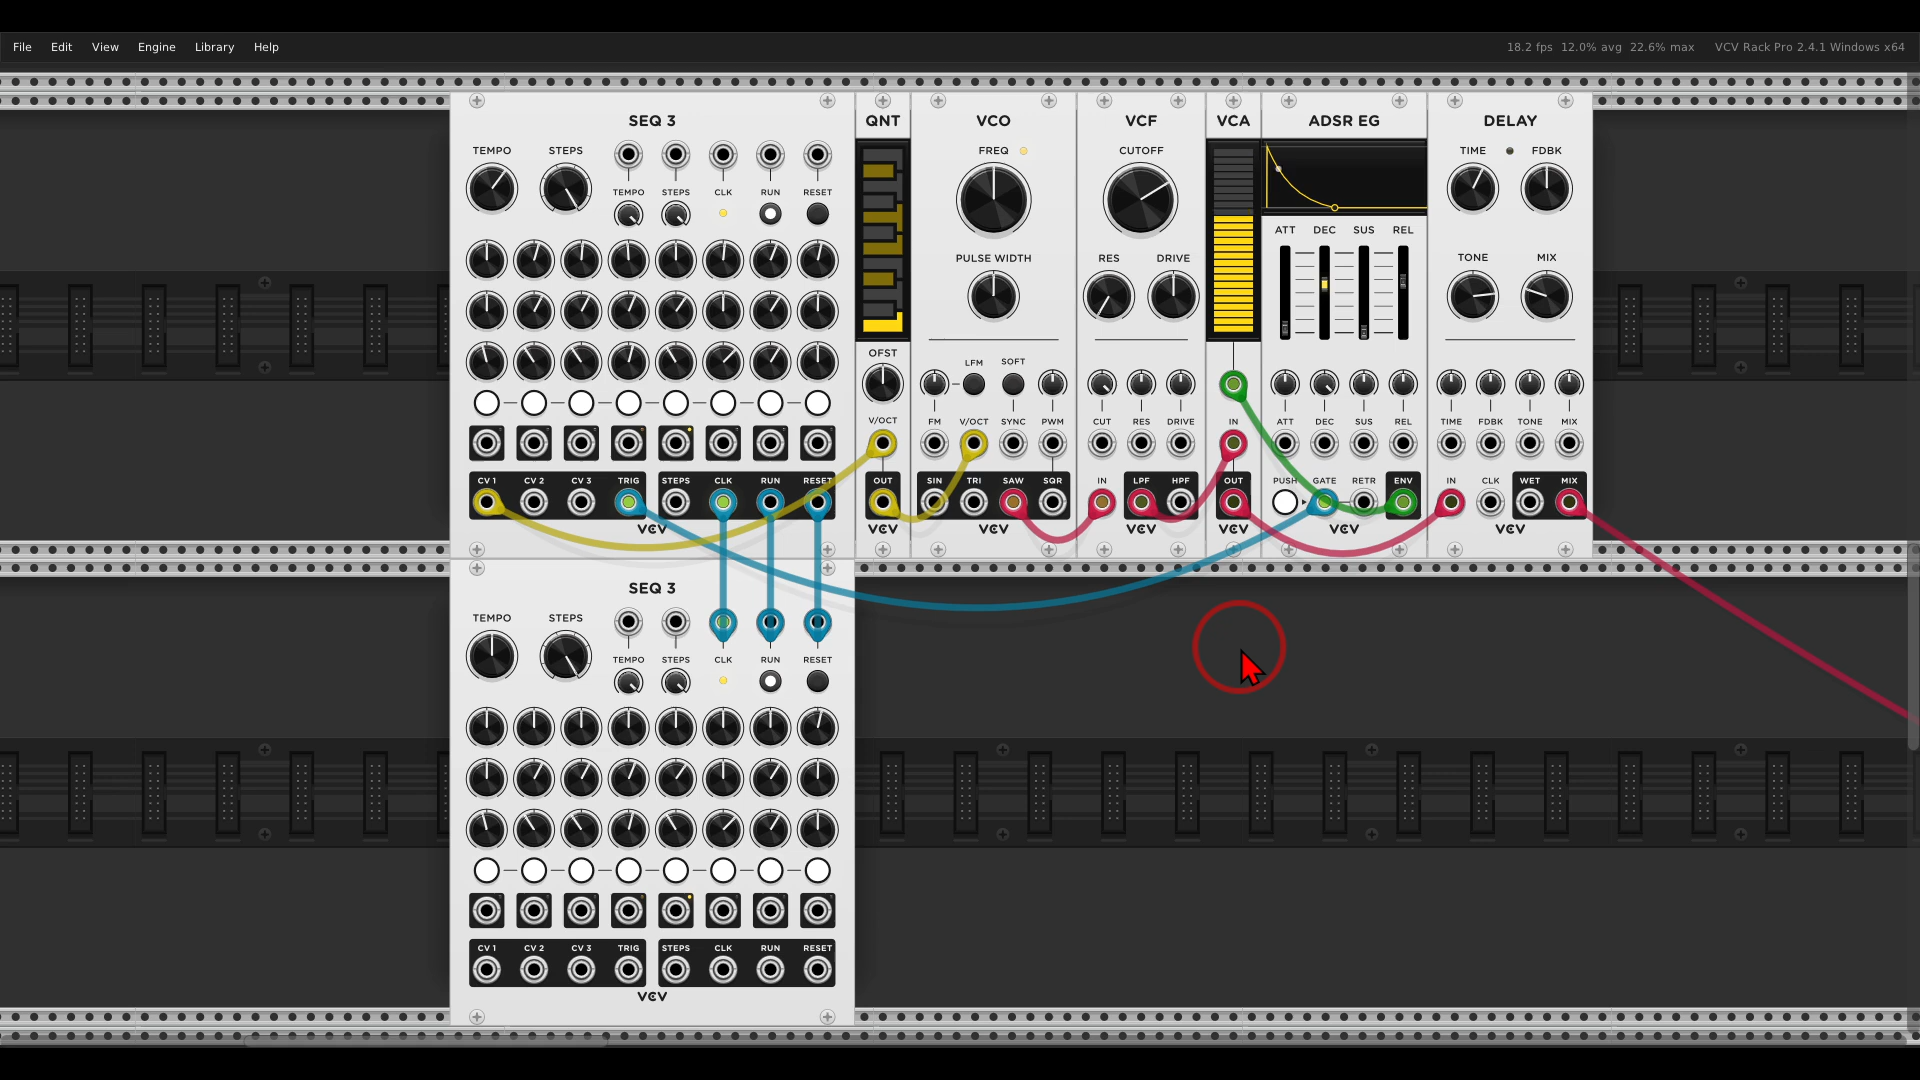 File Edit View Engine Library Help
18.2 fps 12.0% avg 22.6% max VCV Rack Pro 2.4.1 Windows x64
SEQ 3 QNT VCO VCF VCA ADSR EG DELAY
TEMPO STEPS FREQ CUTOFF TIME FDBK
TEMPO STEPS CLK RUN RESET
ATT DEC SUS REL
PULSE WIDTH RES DRIVE TONE MIX
OFST LFM SOFT
V/OCT FM V/OCT SYNC PWM CUT RES DRIVE IN ATT DEC SUS REL TIME FDBK TONE MIX
CV 1 CV 2 CV 3 TRIG STEPS CLK RUN RESET OUT SIN TRI SAW SQR IN LPF HPF OUT PUSH GATE RETR ENV IN CLK WET MIX
VCV VCV VCV VCV VCV VCV VCV
SEQ 3
TEMPO STEPS
TEMPO STEPS CLK RUN RESET
CV 1 CV 2 CV 3 TRIG STEPS CLK RUN RESET
VCV